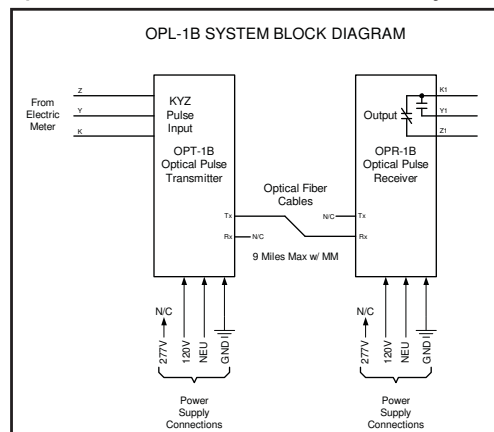 OPL-1B SYSTEM BLOCK DIAGRAM
From
Electric
Meter
Z
Y
K
KYZ
Pulse
Input
OPT-1B
Optical Pulse
Transmitter
Tx
Rx
N/C
Optical Fiber
Cables
9 Miles Max w/ MM
N/C
Tx
Rx
Output
OPR-1B
Optical Pulse
Receiver
K1
Y1
Z1
N/C
277V
120V
NEU
GND
Power
Supply
Connections
N/C
277V
120V
NEU
GND
Power
Supply
Connections